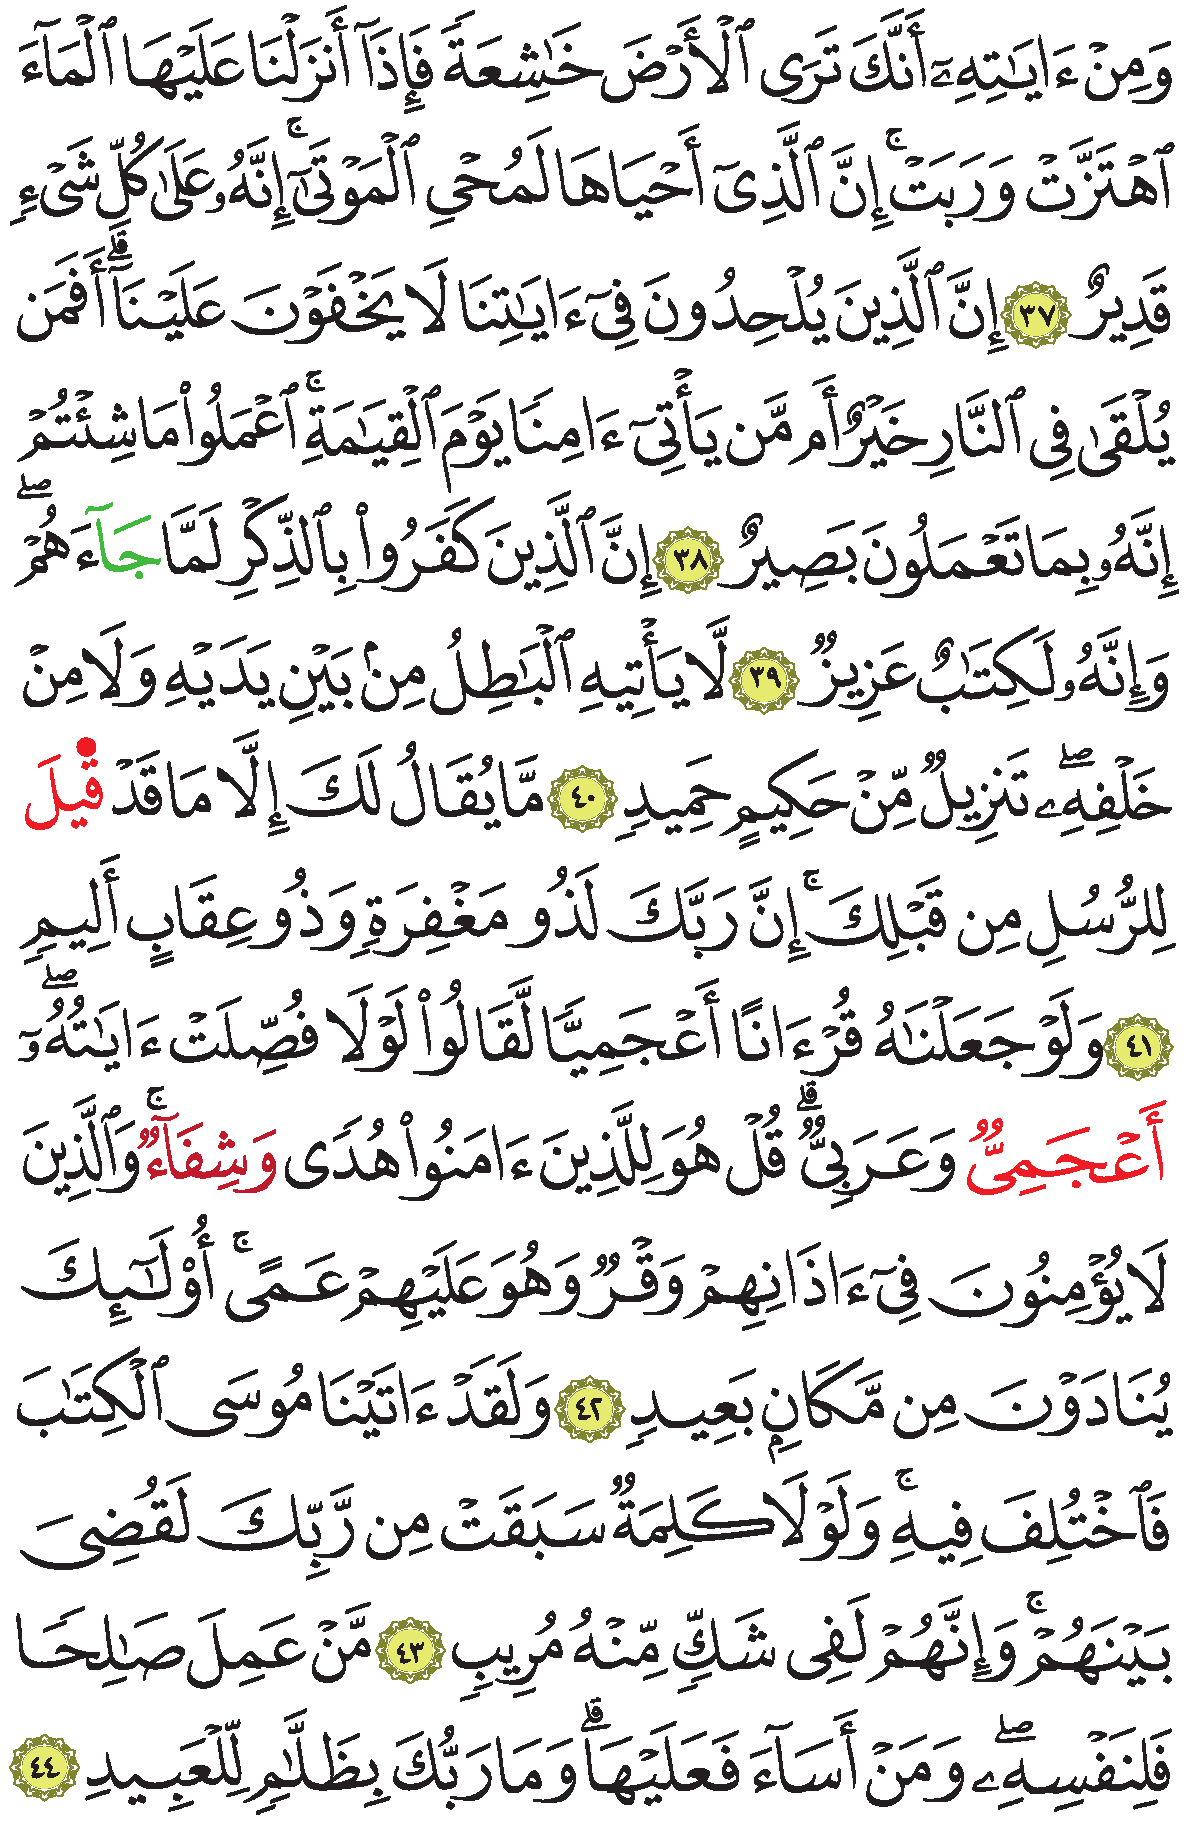 وَمِنْ ءَايَٰتِهِۦٓ أَنَّكَ تَرَى ٱلْأَرْضَ خَٰشِعَةً فَإِذَآ أَنزَلْنَا عَلَيْهَا ٱلْمَآءَ
ٱهْتَزَّتْ وَرَبَتْۚ إِنَّ ٱلَّذِىٓ أَحْيَاهَا لَمُحْىِ ٱلْمَوْتَىٰٓۚ إِنَّهُۥ عَلَىٰ كُلِّ شَىْءٍ
قَدِيرٌ ٣٧ إِنَّ ٱلَّذِينَ يُلْحِدُونَ فِىٓ ءَايَٰتِنَا لَا يَخْفَوْنَ عَلَيْنَآۗ أَفَمَن
يُلْقَىٰ فِى ٱلنَّارِ خَيْرٌ أَم مَّن يَأْتِىٓ ءَامِنًا يَوْمَ ٱلْقِيَٰمَةِۚ ٱعْمَلُوا۟ مَا شِئْتُمْۖ
إِنَّهُۥ بِمَا تَعْمَلُونَ بَصِيرٌ ٣٨ إِنَّ ٱلَّذِينَ كَفَرُوا۟ بِٱلذِّكْرِ لَمَّا جَآءَهُمْۖ
وَإِنَّهُۥ لَكِتَٰبٌ عَزِيزٌ ٣٩ لَّا يَأْتِيهِ ٱلْبَٰطِلُ مِنۢ بَيْنِ يَدَيْهِ وَلَا مِنْ
خَلْفِهِۦۖ تَنزِيلٌ مِّنْ حَكِيمٍ حَمِيدٍ ٤٠ مَّا يُقَالُ لَكَ إِلَّا مَا قَدْ قِيلَ
لِلرُّسُلِ مِن قَبْلِكَۚ إِنَّ رَبَّكَ لَذُو مَغْفِرَةٍ وَذُو عِقَابٍ أَلِيمٍ
٤١ وَلَوْ جَعَلْنَٰهُ قُرْءَانًا أَعْجَمِيًّا لَّقَالُوا۟ لَوْلَا فُصِّلَتْ ءَايَٰتُهُۥٓۖ
أَعْجَمِىٌّ وَعَرَبِىٌّۗ قُلْ هُوَ لِلَّذِينَ ءَامَنُوا۟ هُدًى وَشِفَآءٌۚ وَٱلَّذِينَ
لَا يُؤْمِنُونَ فِىٓ ءَاذَانِهِمْ وَقْرٌ وَهُوَ عَلَيْهِمْ عَمًىۚ أُو۟لَٰٓئِكَ
يُنَادَوْنَ مِن مَّكَانٍۭ بَعِيدٍ ٤٢ وَلَقَدْ ءَاتَيْنَا مُوسَى ٱلْكِتَٰبَ
فَٱخْتُلِفَ فِيهِۚ وَلَوْلَا كَلِمَةٌ سَبَقَتْ مِن رَّبِّكَ لَقُضِىَ
بَيْنَهُمْۚ وَإِنَّهُمْ لَفِى شَكٍّ مِّنْهُ مُرِيبٍ ٤٣ مَّنْ عَمِلَ صَٰلِحًا
فَلِنَفْسِهِۦۖ وَمَنْ أَسَآءَ فَعَلَيْهَاۗ وَمَا رَبُّكَ بِظَلَّٰمٍ لِّلْعَبِيدِ ٤٤